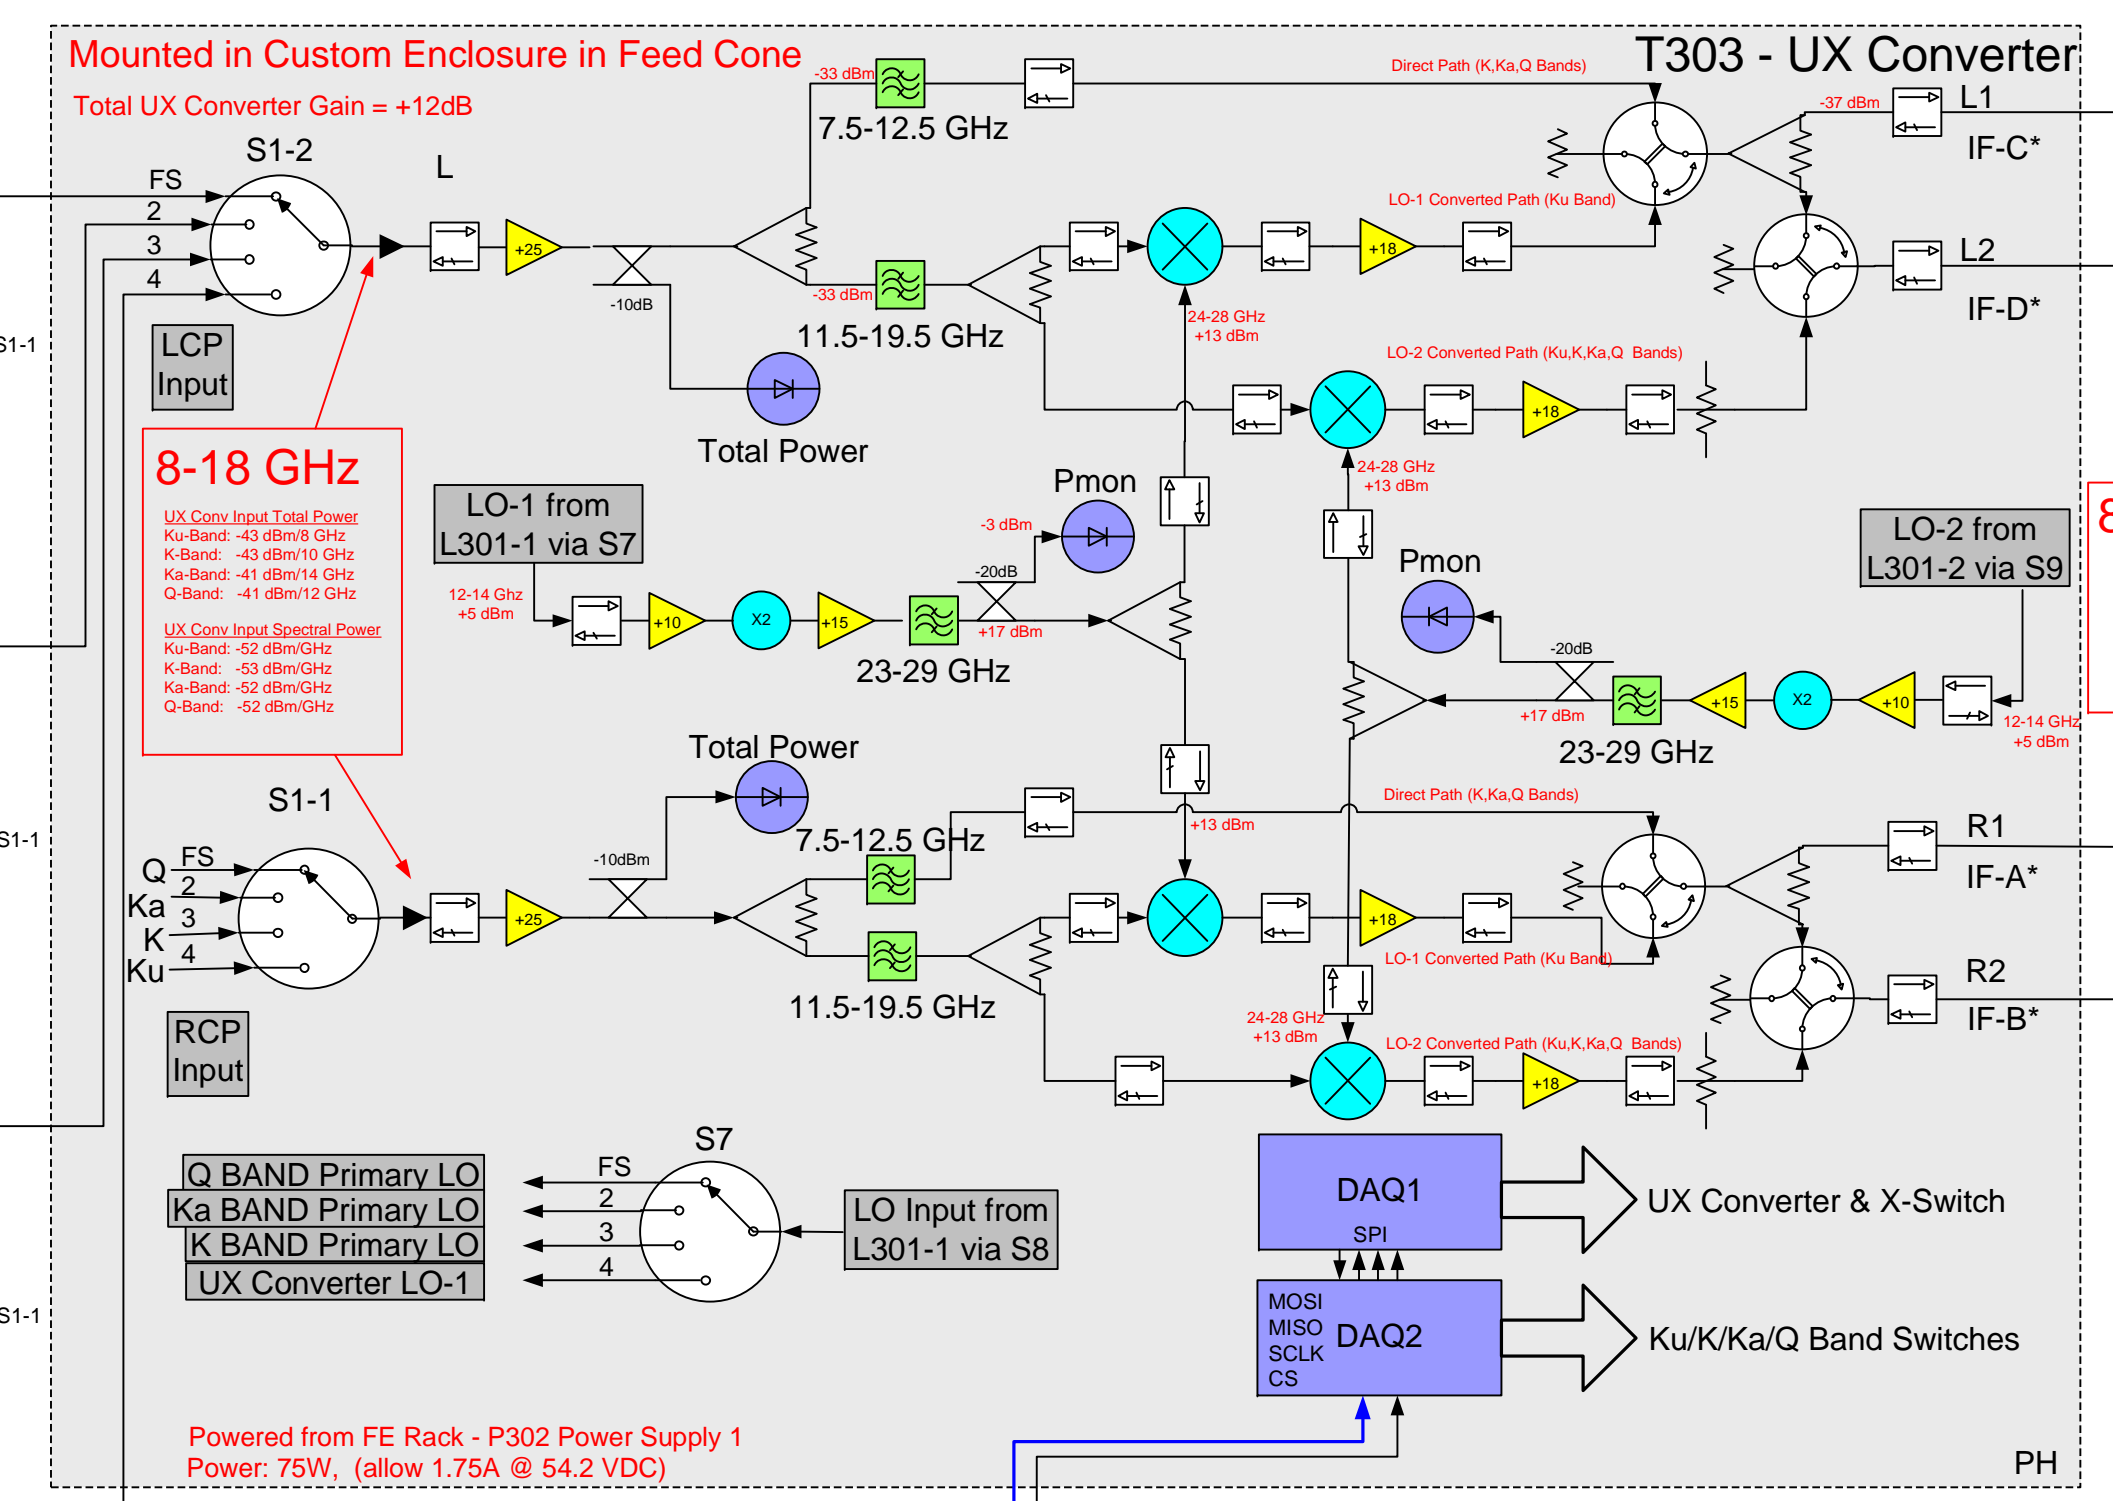 Mounted in Custom Enclosure in Feed Cone
T303 - UX Converter
Total UX Converter Gain = +12dB
-33 dBm
7.5-12.5 GHz
Direct Path (K,Ka,Q Bands)
-37 dBm
L1
IF-C*
S1-2
L
FS
2
3
4
+25
-10dB
-33 dBm
11.5-19.5 GHz
LO-1 Converted Path (Ku Band)
+18
L2
IF-D*
24-28 GHz
+13 dBm
S1-1
LCP
Input
Total Power
LO-2 Converted Path (Ku,K,Ka,Q  Bands)
+18
24-28 GHz
+13 dBm
8-18 GHz
UX Conv Input Total Power
Ku-Band: -43 dBm/8 GHz
K-Band: -43 dBm/10 GHz
Ka-Band: -41 dBm/14 GHz
Q-Band: -41 dBm/12 GHz
UX Conv Input Spectral Power
Ku-Band: -52 dBm/GHz
K-Band: -53 dBm/GHz
Ka-Band: -52 dBm/GHz
Q-Band: -52 dBm/GHz
LO-1 from
L301-1 via S7
12-14 Ghz
+5 dBm
+10
X2
+15
23-29 GHz
-20dB
+17 dBm
-3 dBm
Pmon
Pmon
LO-2 from
L301-2 via S9
8
-20dB
+17 dBm
23-29 GHz
+15
X2
+10
12-14 GHz
+5 dBm
S1-1
S1-1
Q
Ka
K
Ku
FS
2
3
4
+25
-10dBm
Total Power
7.5-12.5 GHz
11.5-19.5 GHz
Direct Path (K,Ka,Q Bands)
+13 dBm
+18
LO-1 Converted Path (Ku Band)
R1
IF-A*
R2
IF-B*
RCP
Input
24-28 GHz
+13 dBm
LO-2 Converted Path (Ku,K,Ka,Q  Bands)
+18
S7
Q BAND Primary LO
Ka BAND Primary LO
K BAND Primary LO
UX Converter LO-1
FS
2
3
4
LO Input from
L301-1 via S8
DAQ1
SPI
UX Converter & X-Switch
MOSI
MISO
SCLK
CS
DAQ2
Ku/K/Ka/Q Band Switches
S1-1
Powered from FE Rack - P302 Power Supply 1
Power: 75W,  (allow 1.75A @ 54.2 VDC)
PH